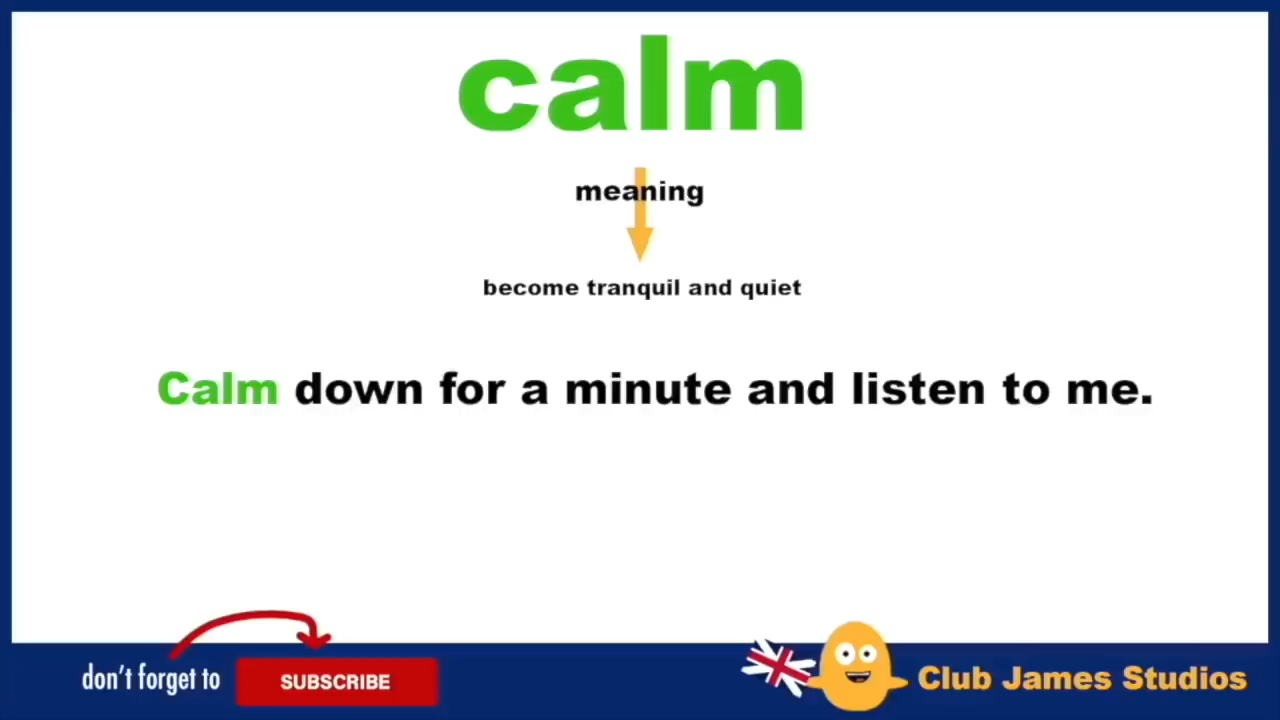 calm
meaning
become tranquil and quiet
Calm down for a minute and listen to me.
don't forget to
SUBSCRIBE
Club James Studios